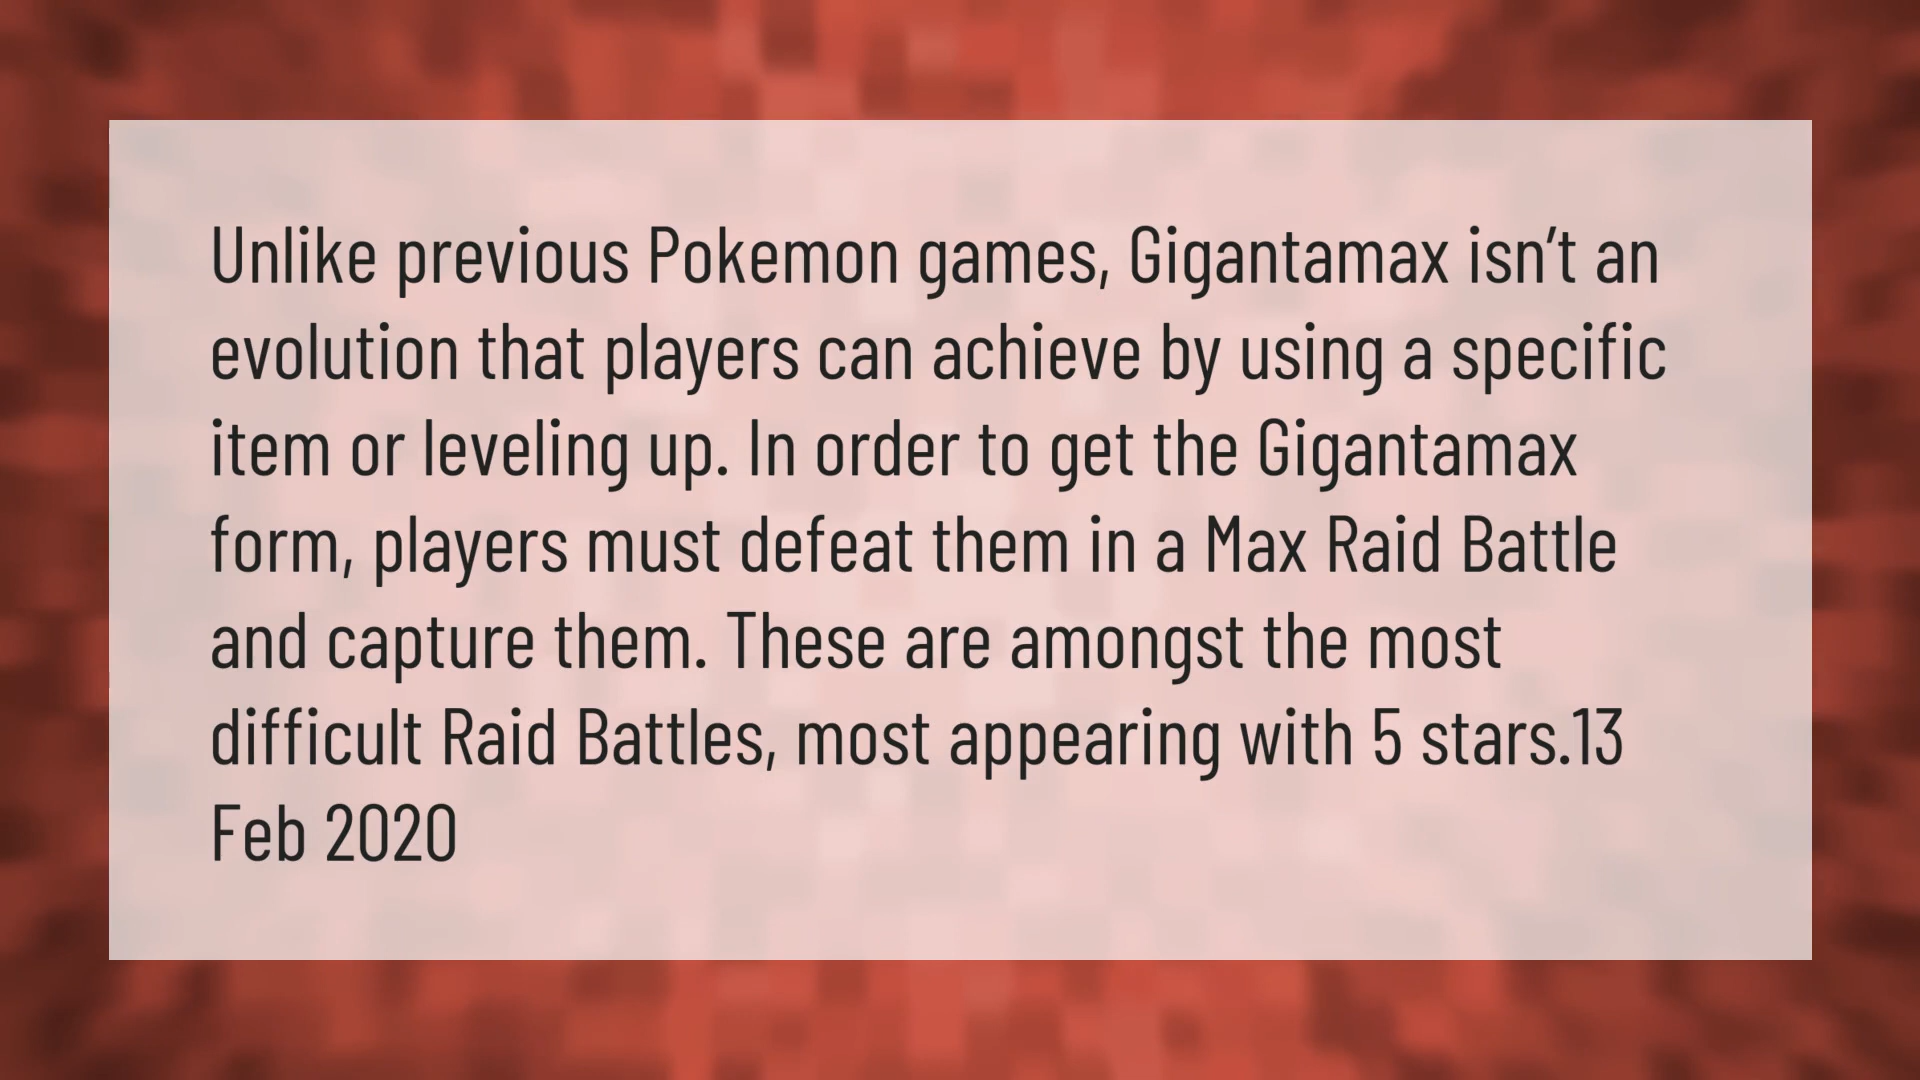 Unlike previous Pokemon games, Gigantamax isn’t an
evolution that players can achieve by using a specific
item or leveling up. In order to get the Gigantamax
form, players must defeat them in a Max Raid Battle
and capture them. These are amongst the most
difficult Raid Battles, most appearing with 5 stars.13
Feb 2020